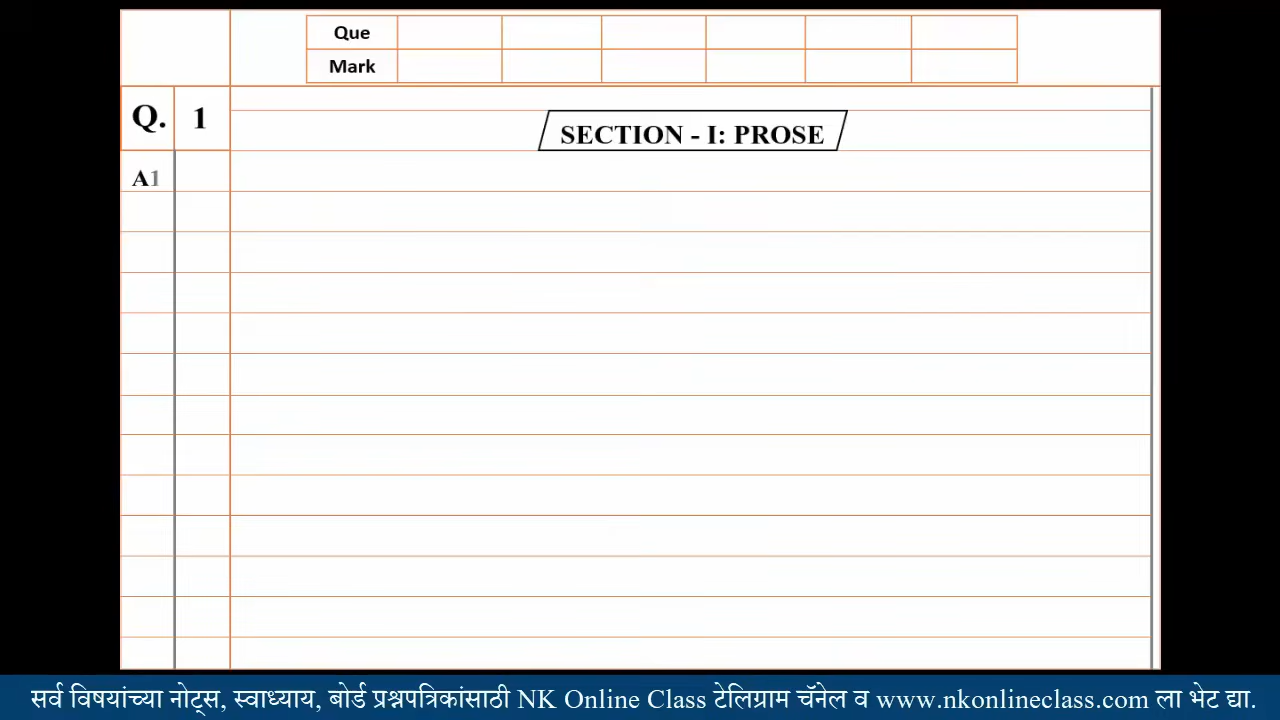 Que
Mark
Q. 1
SECTION - I: PROSE
A1
सर्व विषयांच्या नोट्स, स्वाध्याय, बोर्ड प्रश्नपत्रिकांसाठी NK Online Class टेलिग्राम चॅनेल व www.nkonlineclass.com ला भेट द्या.